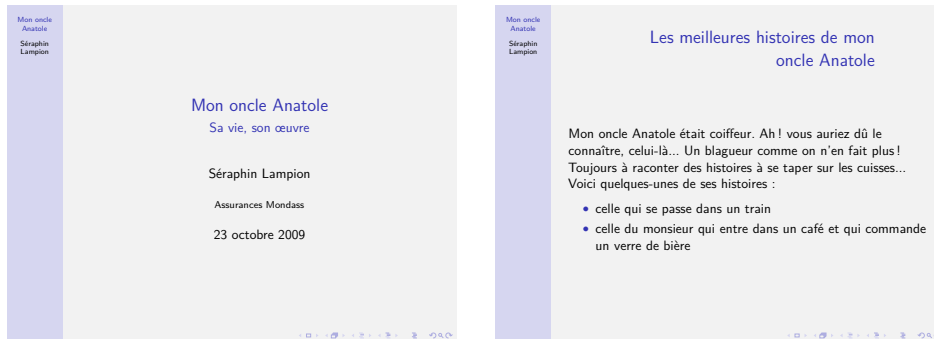 Mon oncle
Anatole
Séraphin
Lampion
Mon oncle Anatole
Sa vie, son œuvre
Séraphin Lampion
Assurances Mondass
23 octobre 2009
Mon oncle
Anatole
Séraphin
Lampion
Les meilleures histoires de mon
oncle Anatole
Mon oncle Anatole était coiffeur. Ah ! vous auriez dû le
connaître, celui-là... Un blagueur comme on n'en fait plus !
Toujours à raconter des histoires à se taper sur les cuisses...
Voici quelques-unes de ses histoires :
• celle qui se passe dans un train
• celle du monsieur qui entre dans un café et qui commande
un verre de bière